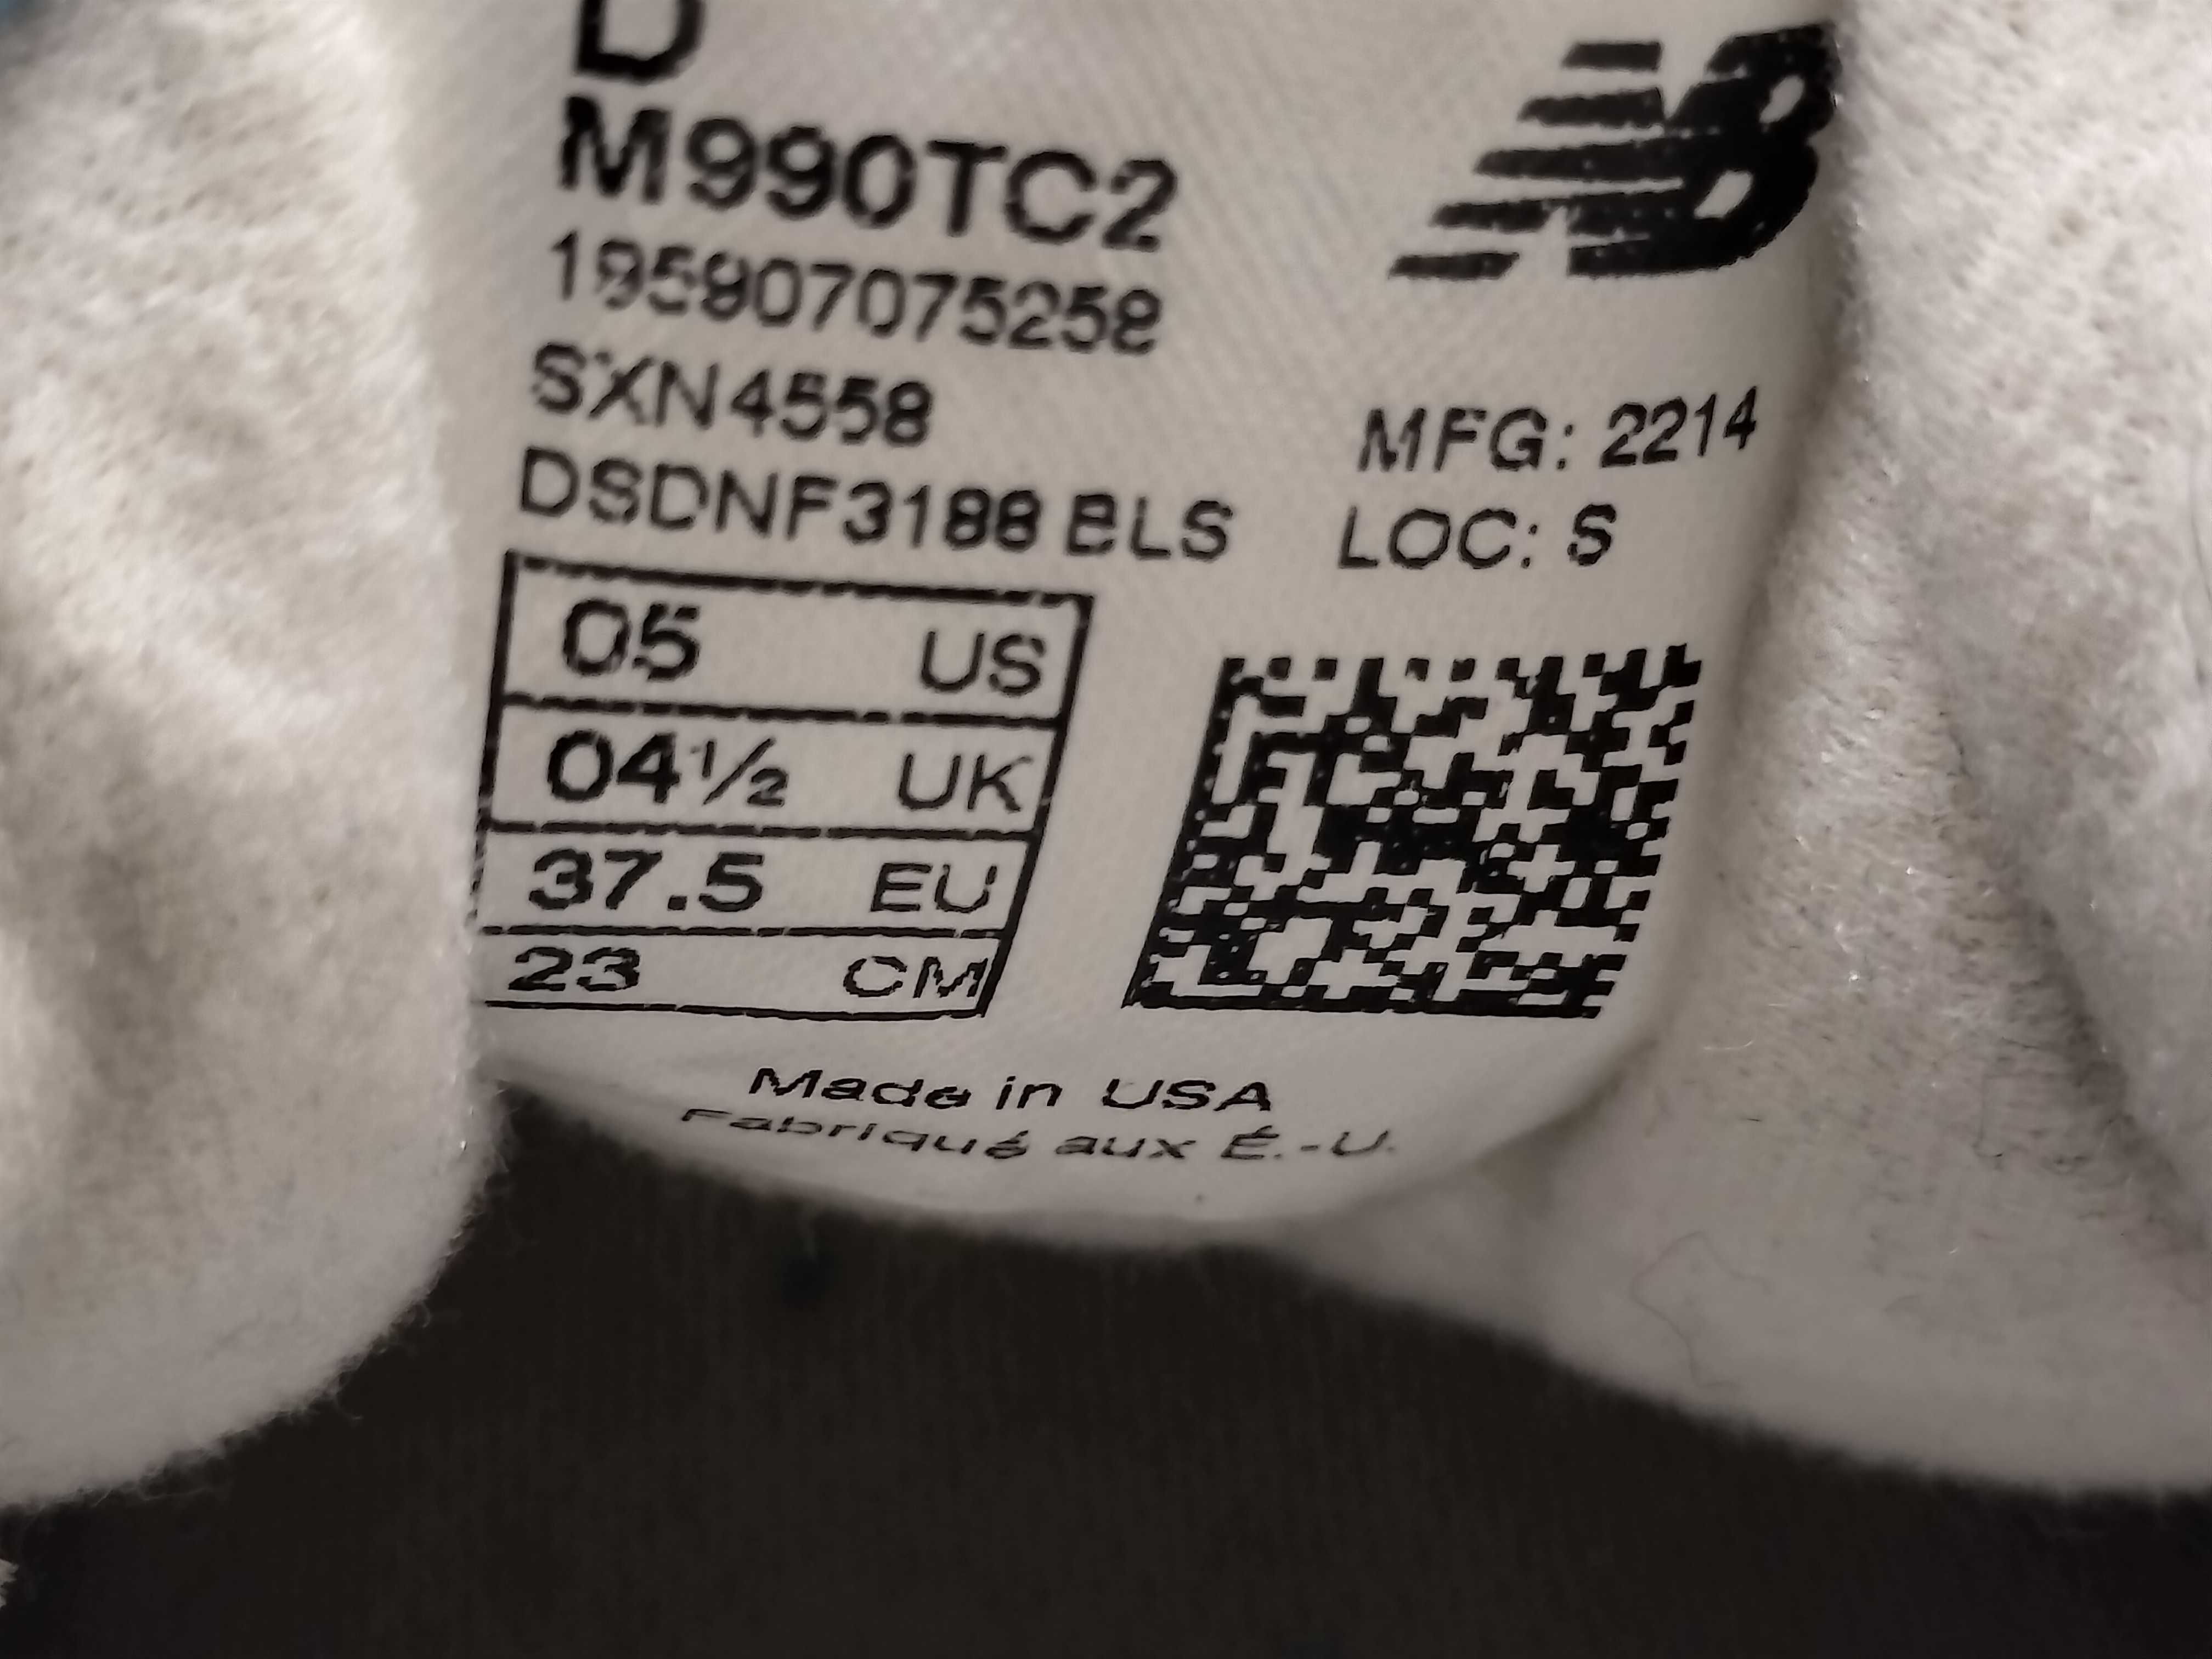 D
M990TC2
195907075258
SXN4558
DSDNF3188 BLS
NB
MFG: 2214
LOC: S
05 US
04½ UK
37.5 EU
23 CM
Made in USA
Fabriqué aux É.-U.